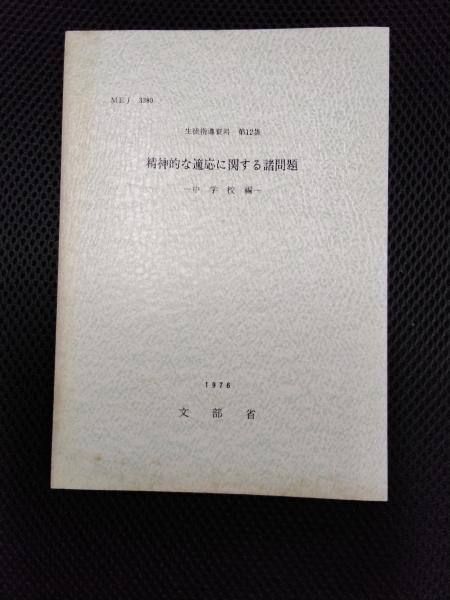 MEJ 3280
生徒指導資料 第12集
精神的な適応に関する諸問題
―中学校編―
1976
文部省